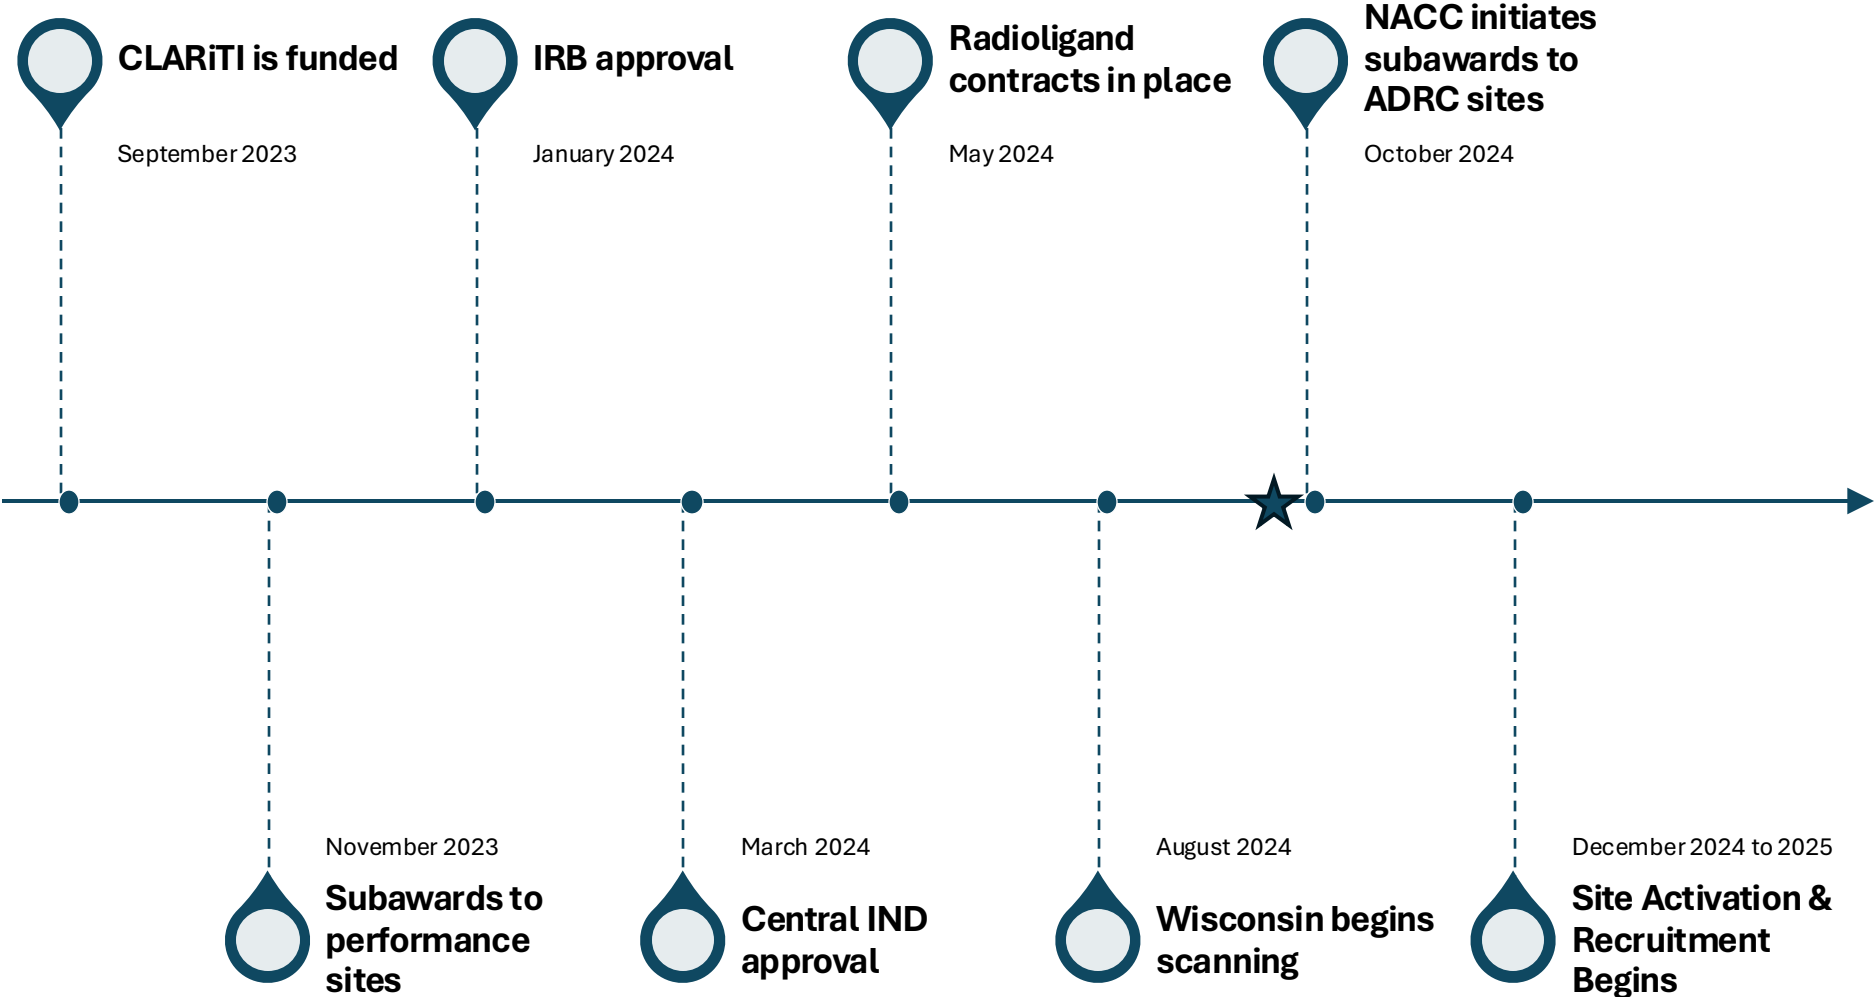 CLARiTI is funded
September 2023
IRB approval
January 2024
Radioligand
contracts in place
May 2024
NACC initiates
subawards to
ADRC sites
October 2024
November 2023
Subawards to
performance
sites
March 2024
Central IND
approval
August 2024
Wisconsin begins
scanning
December 2024 to 2025
Site Activation &
Recruitment
Begins